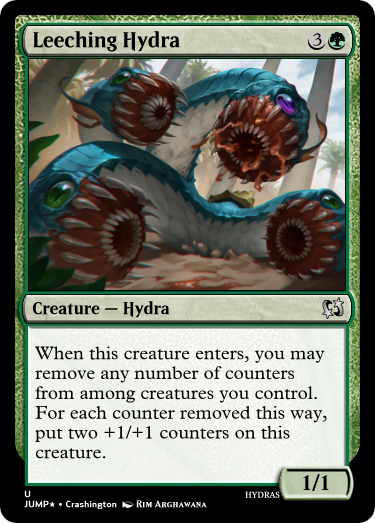 Leeching Hydra 3
Creature — Hydra
When this creature enters, you may
remove any number of counters
from among creatures you control.
For each counter removed this way,
put two +1/+1 counters on this
creature.
1/1
U
HYDRAS
JUMP★ • Crashington Rim Arghawana